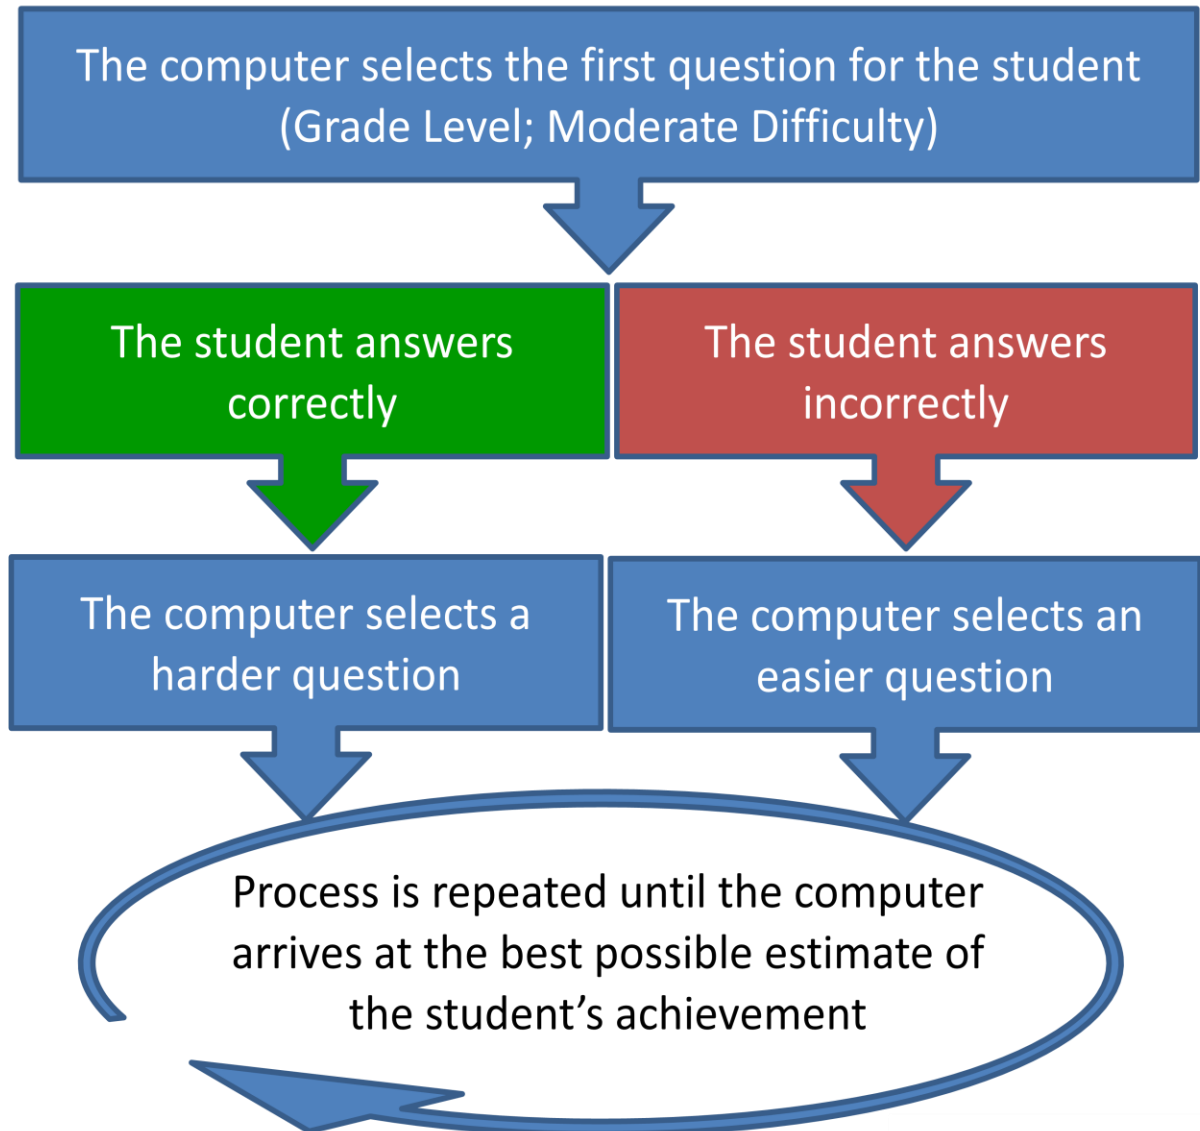 The computer selects the first question for the student
(Grade Level; Moderate Difficulty)
The student answers
correctly
The student answers
incorrectly
The computer selects a
harder question
The computer selects an
easier question
Process is repeated until the computer
arrives at the best possible estimate of
the student’s achievement